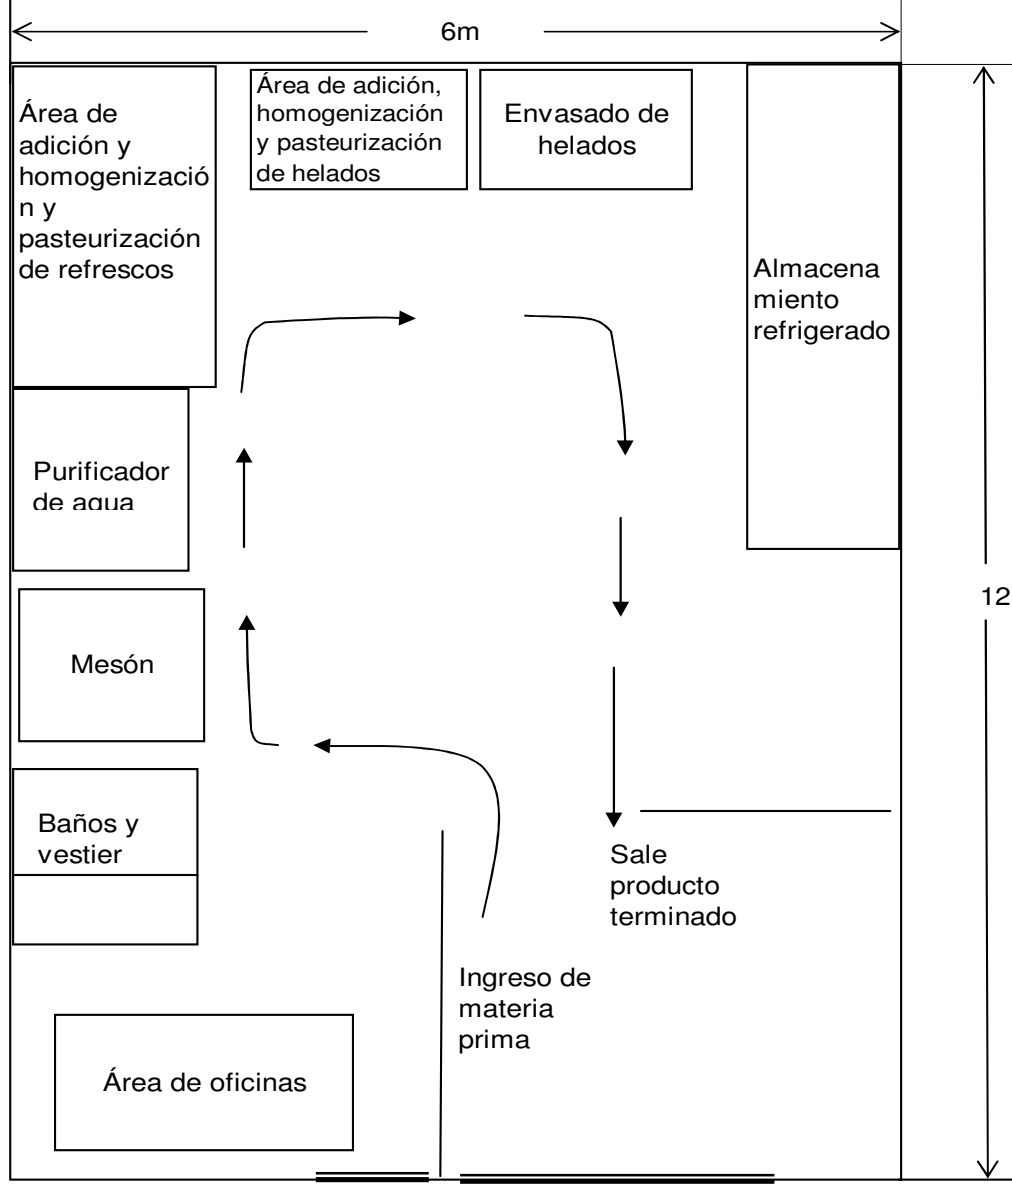 6m
Área de
adición y
homogenizació
n y
pasteurización
de refrescos
Área de adición,
homogenización
y pasteurización
de helados
Envasado de
helados
Almacena
miento
refrigerado
Purificador
de agua
12
Mesón
Baños y
vestier
Sale
producto
terminado
Ingreso de
materia
prima
Área de oficinas